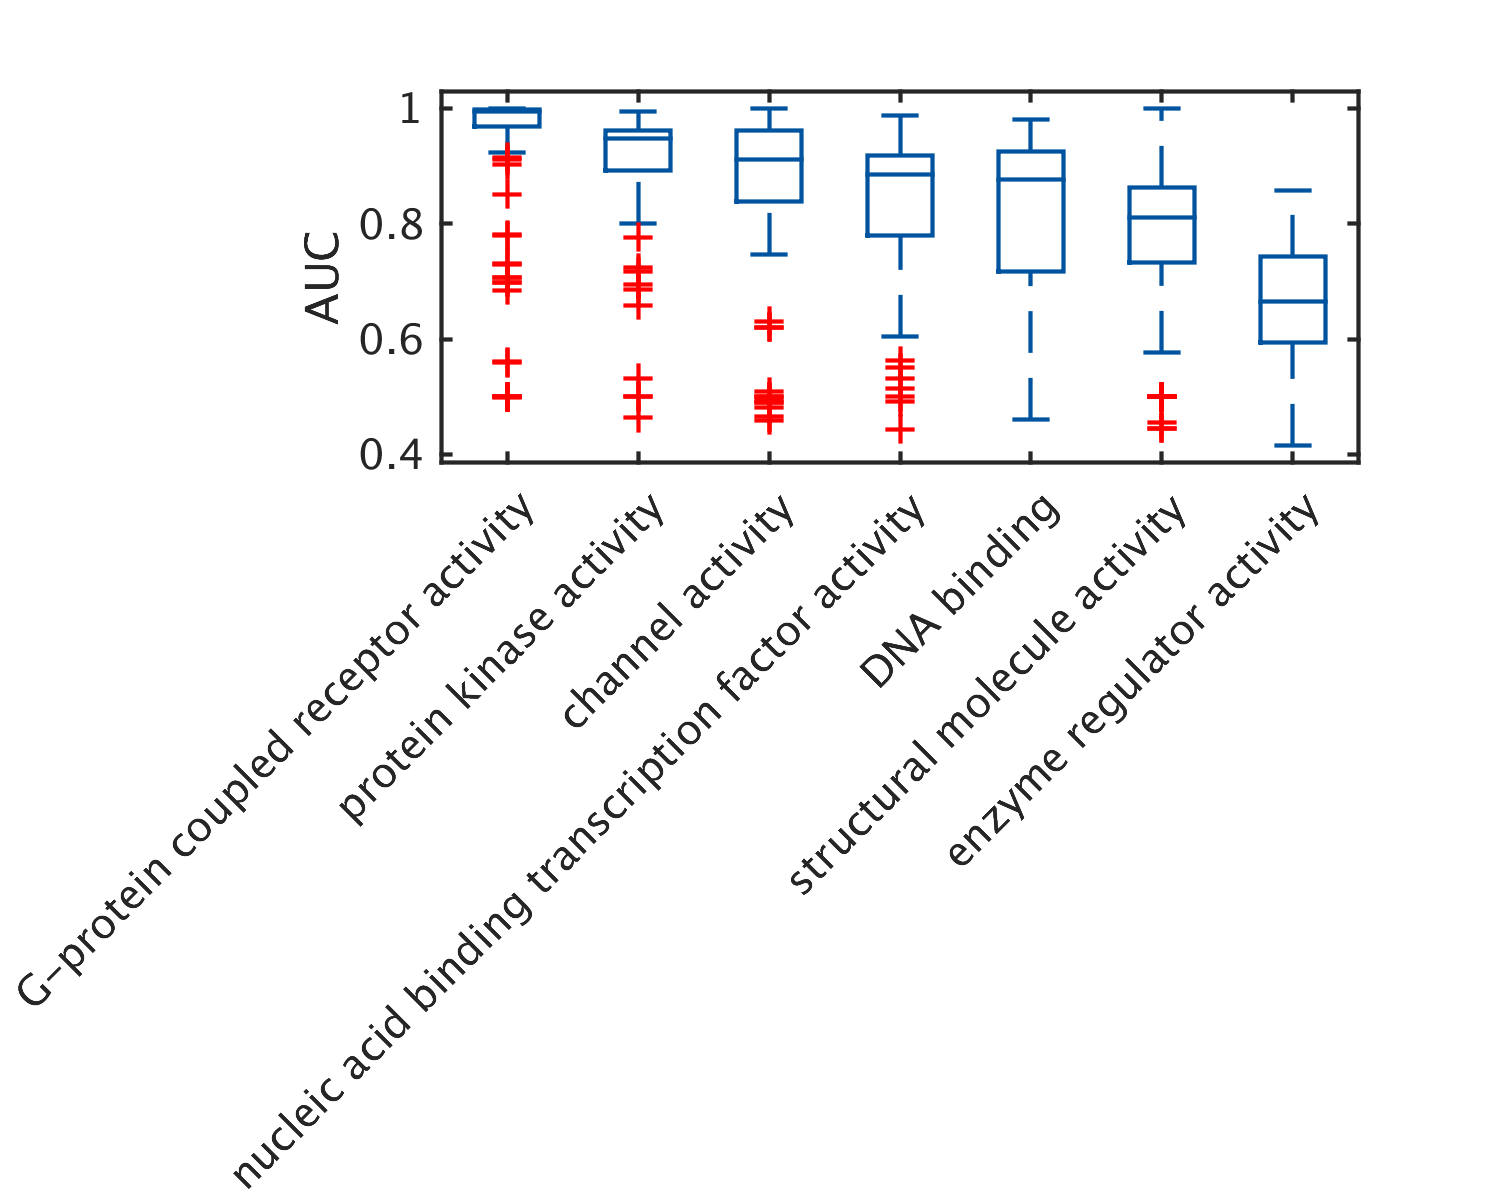 1
0.8
0.6
0.4
AUC
G-protein coupled receptor activity
protein kinase activity
channel activity
nucleic acid binding transcription factor activity
DNA binding
structural molecule activity
enzyme regulator activity